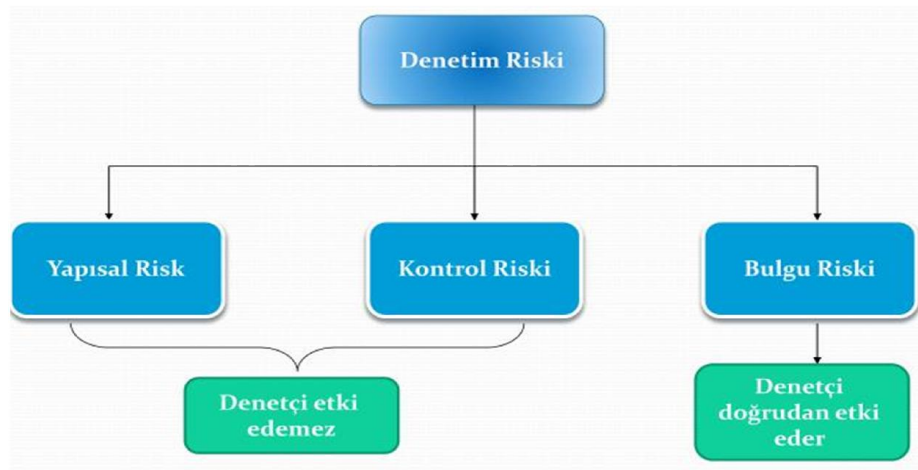 Denetim Riski
Yapısal Risk
Kontrol Riski
Bulgu Riski
Denetçi etki
edemez
Denetçi
doğrudan etki
eder